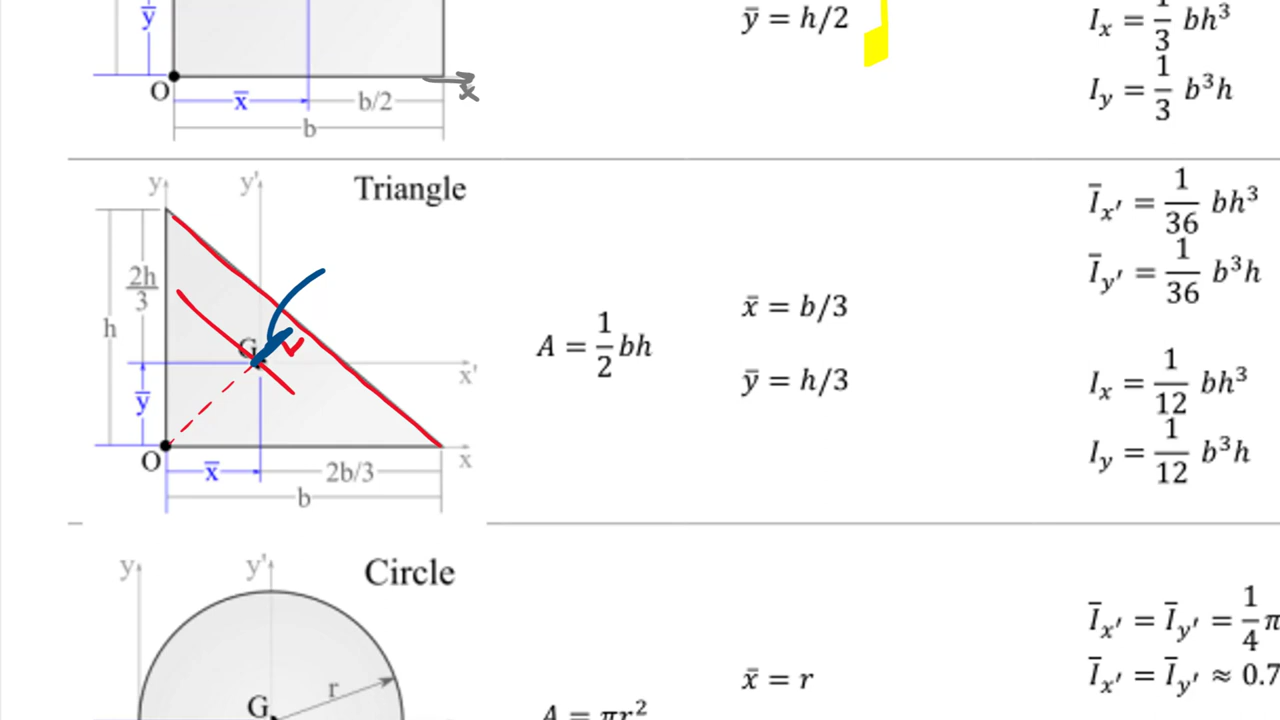 ȳ
ȳ = h/2
Iₓ = 1/3 bh³
O
x̄
b/2
x
b
I_y = 1/3 b³h
y
y'
Triangle
Ī_x′ = 1/36 bh³
2h/3
Ī_y′ = 1/36 b³h
h
x̄ = b/3
G
A = 1/2 bh
x'
ȳ
ȳ = h/3
Iₓ = 1/12 bh³
O
x
x̄
2b/3
I_y = 1/12 b³h
b
y
y'
Circle
Ī_x′ = Ī_y′ = 1/4 π
r
x̄ = r
Ī_x′ = Ī_y′ ≈ 0.7
G
A = πr²